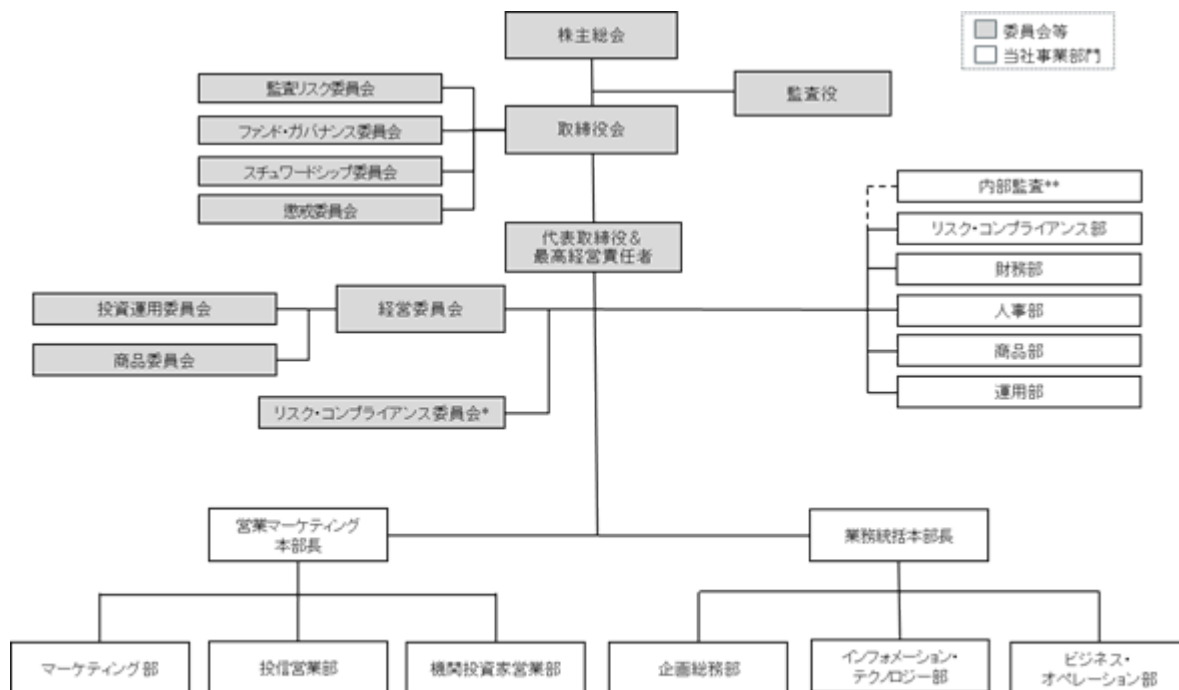 株主総会
委員会等
当社事業部門
監査リスク委員会
監査役
ファンド・ガバナンス委員会
取締役会
スチュワードシップ委員会
内部監査**
懲戒委員会
リスク・コンプライアンス部
代表取締役&
最高経営責任者
財務部
投資運用委員会
経営委員会
人事部
商品委員会
商品部
運用部
リスク・コンプライアンス委員会*
営業マーケティング
本部長
業務統括本部長
マーケティング部
投信営業部
機関投資家営業部
企画総務部
インフォメーション・
テクノロジー部
ビジネス・
オペレーション部